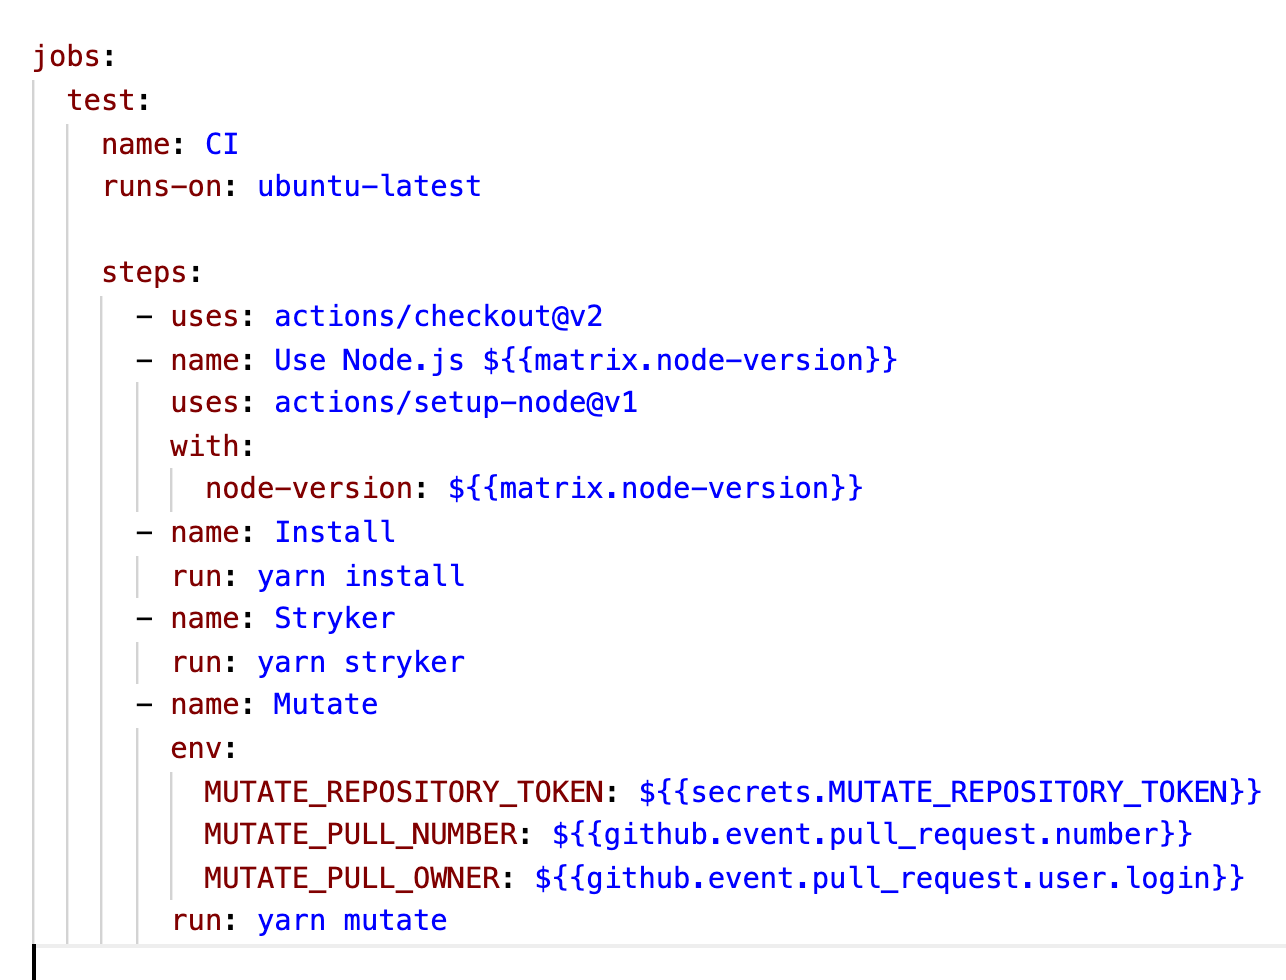 jobs:
  test:
    name: CI
    runs-on: ubuntu-latest

    steps:
      - uses: actions/checkout@v2
      - name: Use Node.js ${{matrix.node-version}}
        uses: actions/setup-node@v1
        with:
          node-version: ${{matrix.node-version}}
      - name: Install
        run: yarn install
      - name: Stryker
        run: yarn stryker
      - name: Mutate
        env:
          MUTATE_REPOSITORY_TOKEN: ${{secrets.MUTATE_REPOSITORY_TOKEN}}
          MUTATE_PULL_NUMBER: ${{github.event.pull_request.number}}
          MUTATE_PULL_OWNER: ${{github.event.pull_request.user.login}}
        run: yarn mutate